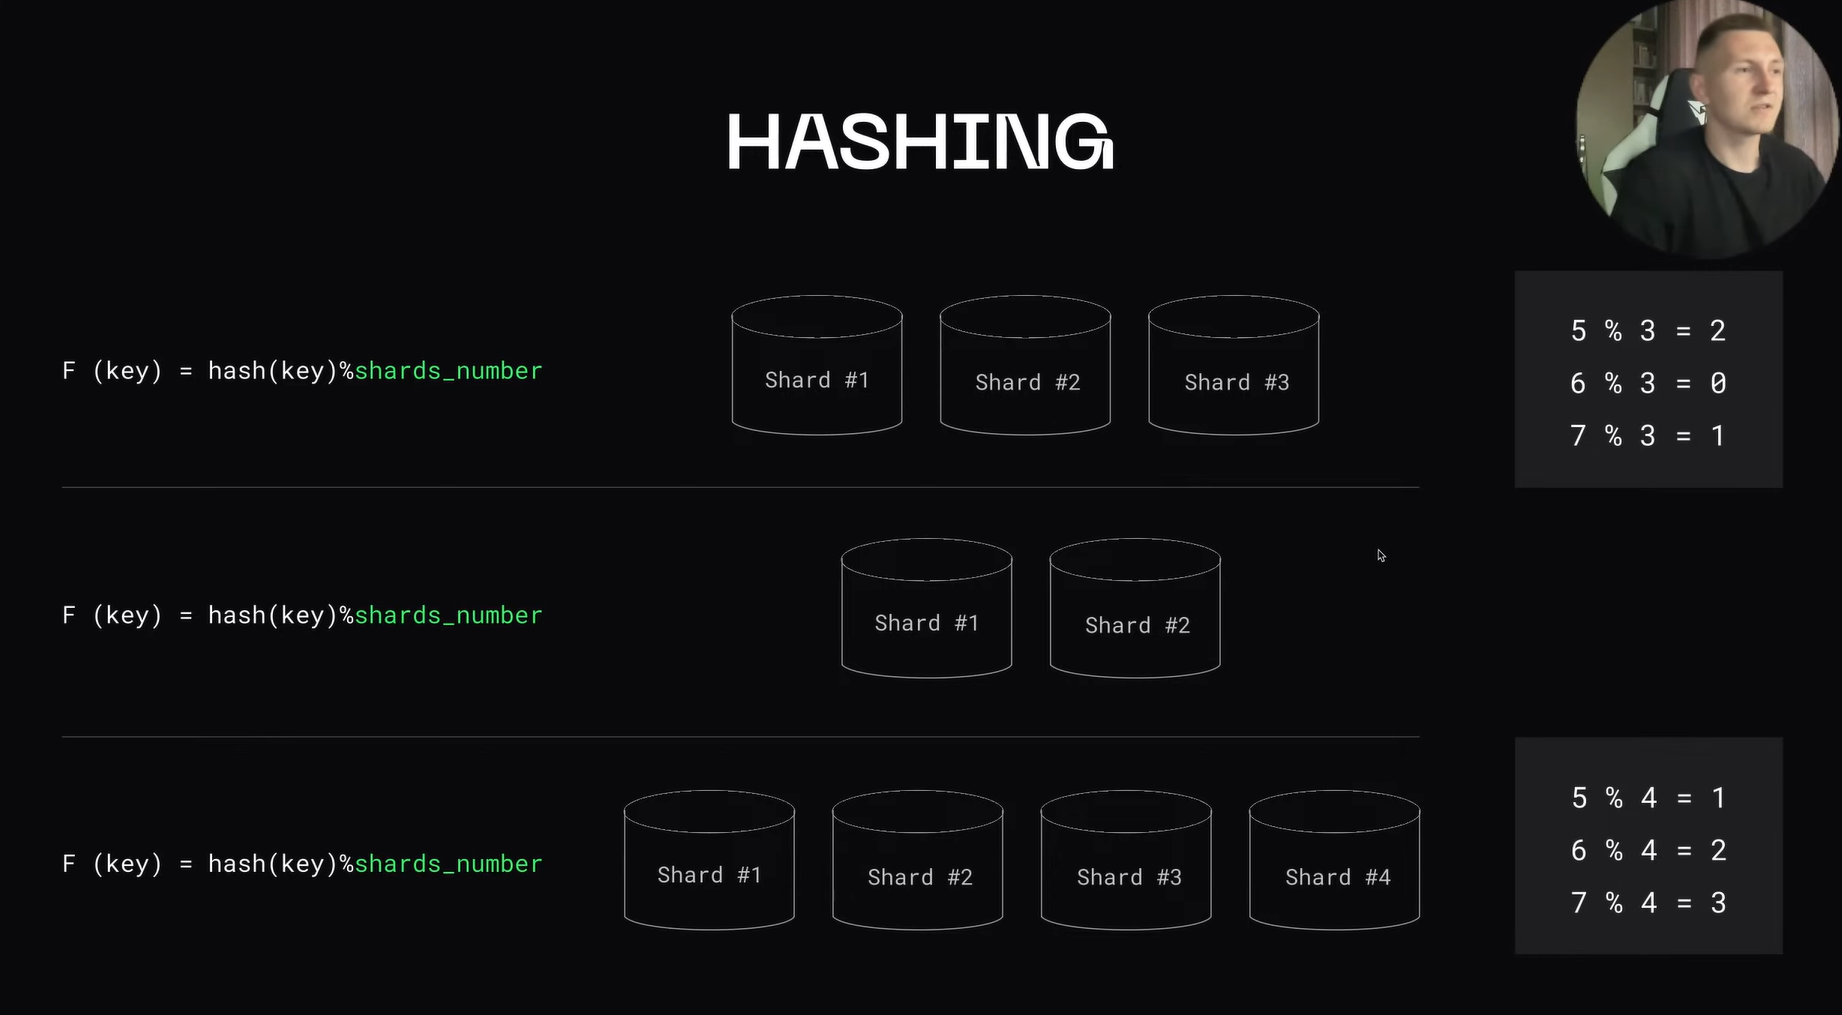 HASHING
F (key) = hash(key)%shards_number
Shard #1
Shard #2
Shard #3
5 % 3 = 2
6 % 3 = 0
7 % 3 = 1
F (key) = hash(key)%shards_number
Shard #1
Shard #2
F (key) = hash(key)%shards_number
Shard #1
Shard #2
Shard #3
Shard #4
5 % 4 = 1
6 % 4 = 2
7 % 4 = 3